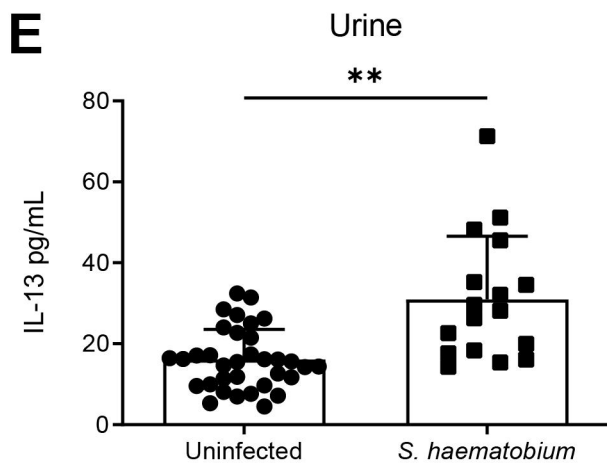 E
Urine
**
80
60
40
20
0
IL-13 pg/mL
Uninfected
S. haematobium